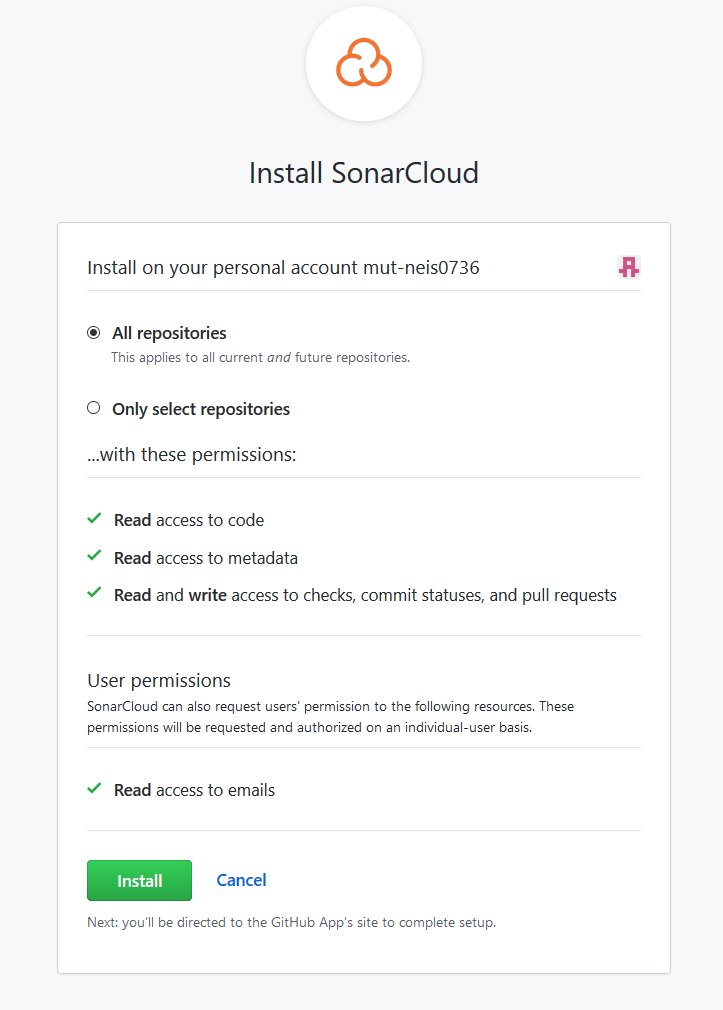 Install SonarCloud
Install on your personal account mut-neis0736
All repositories
This applies to all current and future repositories.
Only select repositories
...with these permissions:
Read access to code
Read access to metadata
Read and write access to checks, commit statuses, and pull requests
User permissions
SonarCloud can also request users' permission to the following resources. These
permissions will be requested and authorized on an individual-user basis.
Read access to emails
Install Cancel
Next: you'll be directed to the GitHub App's site to complete setup.